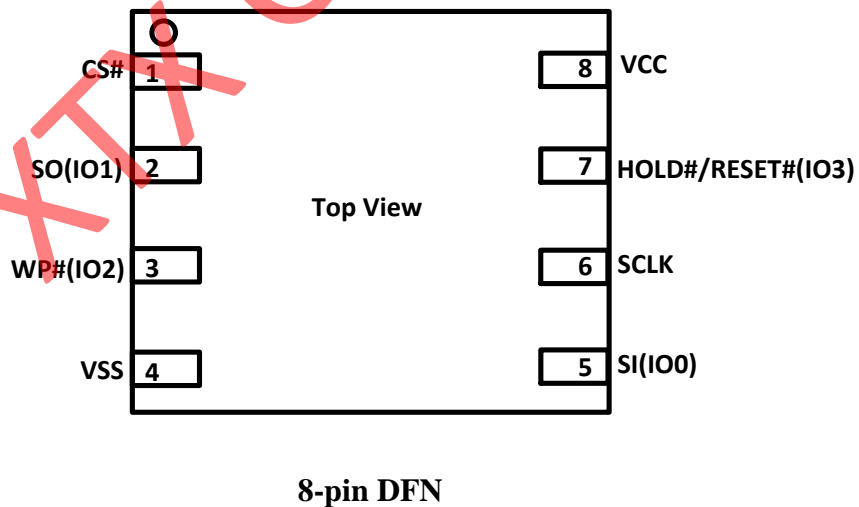 CS# 1
8 VCC
SO(IO1) 2
7 HOLD#/RESET#(IO3)
Top View
WP#(IO2) 3
6 SCLK
VSS 4
5 SI(IO0)
8-pin DFN
XTX